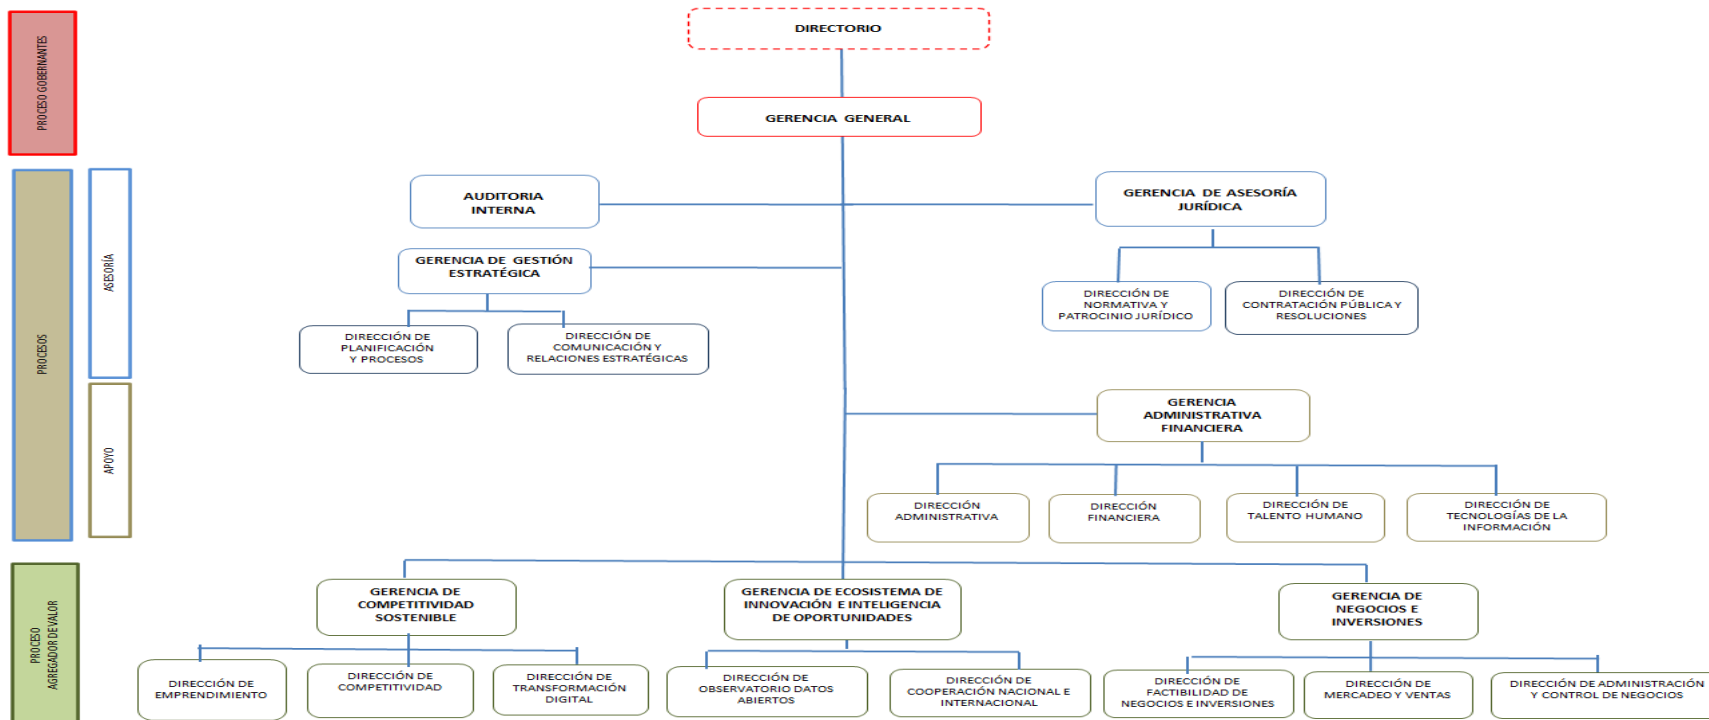 PROCESO GOBERNANTES
DIRECTORIO
GERENCIA GENERAL
PROCESOS
ASESORÍA
AUDITORIA
INTERNA
GERENCIA DE ASESORÍA
JURÍDICA
GERENCIA DE GESTIÓN
ESTRATÉGICA
DIRECCIÓN DE
NORMATIVA Y
PATROCINIO JURÍDICO
DIRECCIÓN DE
CONTRATACIÓN PÚBLICA Y
RESOLUCIONES
DIRECCIÓN DE
PLANIFICACIÓN
Y PROCESOS
DIRECCIÓN DE
COMUNICACIÓN Y
RELACIONES ESTRATÉGICAS
APOYO
GERENCIA
ADMINISTRATIVA
FINANCIERA
DIRECCIÓN
ADMINISTRATIVA
DIRECCIÓN
FINANCIERA
DIRECCIÓN DE
TALENTO HUMANO
DIRECCIÓN DE
TECNOLOGÍAS DE LA
INFORMACIÓN
PROCESO
AGREGADOR DE VALOR
GERENCIA DE
COMPETITIVIDAD
SOSTENIBLE
GERENCIA DE ECOSISTEMA DE
INNOVACIÓN E INTELIGENCIA
DE OPORTUNIDADES
GERENCIA DE
NEGOCIOS E
INVERSIONES
DIRECCIÓN DE
EMPRENDIMIENTO
DIRECCIÓN DE
COMPETITIVIDAD
DIRECCIÓN DE
TRANSFORMACIÓN
DIGITAL
DIRECCIÓN DE
OBSERVATORIO DATOS
ABIERTOS
DIRECCIÓN DE
COOPERACIÓN NACIONAL E
INTERNACIONAL
DIRECCIÓN DE
FACTIBILIDAD DE
NEGOCIOS E INVERSIONES
DIRECCIÓN DE
MERCADEO Y VENTAS
DIRECCIÓN DE ADMINISTRACIÓN
Y CONTROL DE NEGOCIOS